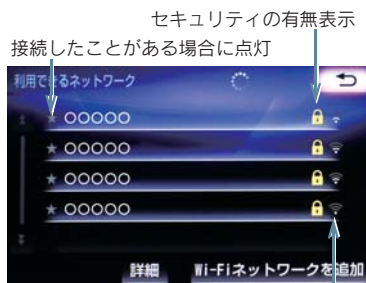 セキュリティの有無表示
接続したことがある場合に点灯
利用できるネットワーク
★ ○○○○○
★ ○○○○○
★ ○○○○○
★ ○○○○○
詳細 Wi-Fiネットワークを追加